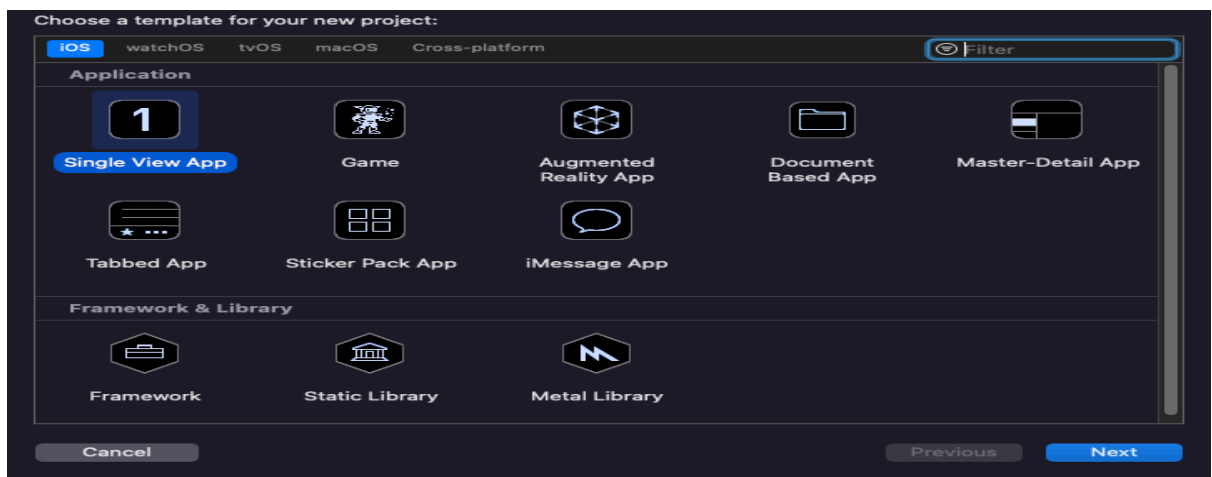 Choose a template for your new project:
iOS watchOS tvOS macOS Cross-platform Filter
Application
1
Single View App Game Augmented Reality App Document Based App Master-Detail App
Tabbed App Sticker Pack App iMessage App
Framework & Library
Framework Static Library Metal Library
Cancel Previous Next